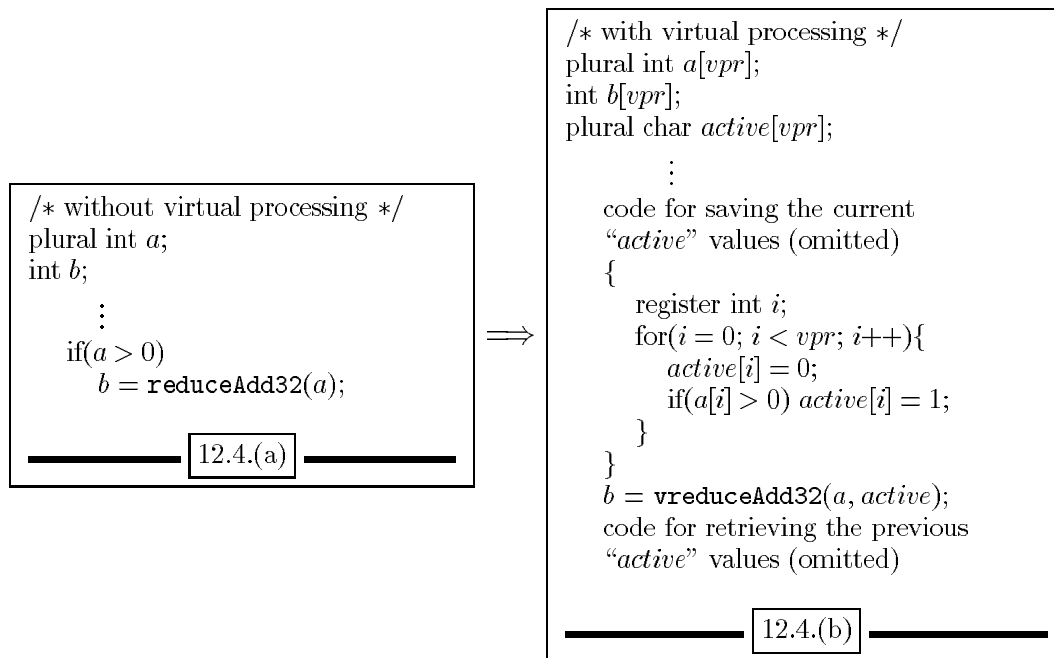 /* without virtual processing */
plural int a;
int b;
⋮
if(a > 0)
b = reduceAdd32(a);
12.4.(a)
⟹
/* with virtual processing */
plural int a[vpr];
int b[vpr];
plural char active[vpr];
⋮
code for saving the current
“active” values (omitted)
{
register int i;
for(i = 0; i < vpr; i++){
active[i] = 0;
if(a[i] > 0) active[i] = 1;
}
}
b = vreduceAdd32(a, active);
code for retrieving the previous
“active” values (omitted)
12.4.(b)